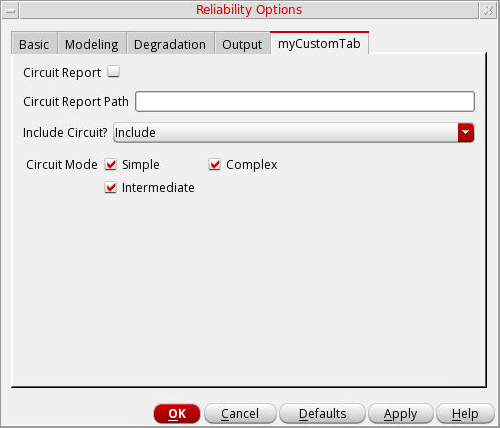 Reliability Options
Basic Modeling Degradation Output myCustomTab
Circuit Report
Circuit Report Path
Include Circuit? Include
Circuit Mode Simple Complex
Intermediate
OK Cancel Defaults Apply Help